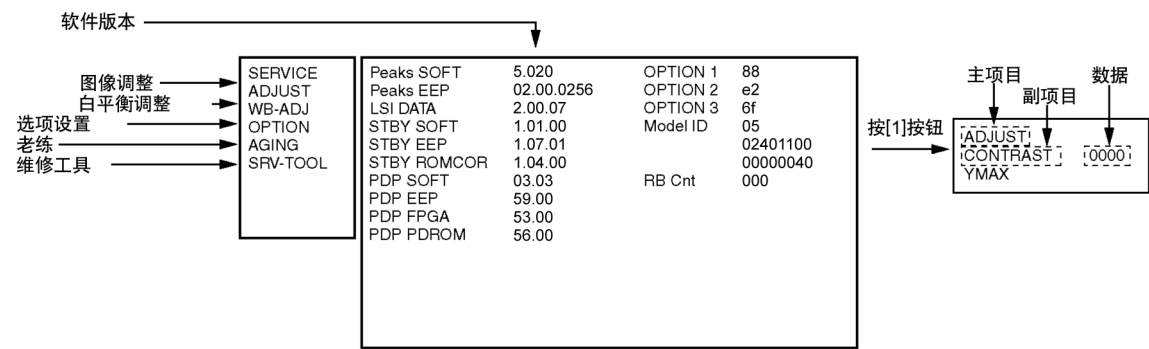 软件版本
图像调整
白平衡调整
选项设置
老练
维修工具
SERVICE
ADJUST
WB-ADJ
OPTION
AGING
SRV-TOOL
Peaks SOFT 5.020 OPTION 1 88
Peaks EEP 02.00.0256 OPTION 2 e2
LSI DATA 2.00.07 OPTION 3 6f
STBY SOFT 1.01.00 Model ID 05
STBY EEP 1.07.01 02401100
STBY ROMCOR 1.04.00 00000040
PDP SOFT 03.03 RB Cnt 000
PDP EEP 59.00
PDP FPGA 53.00
PDP PDROM 56.00
按[1]按钮
主项目
副项目
数据
ADJUST
CONTRAST 0000
YMAX